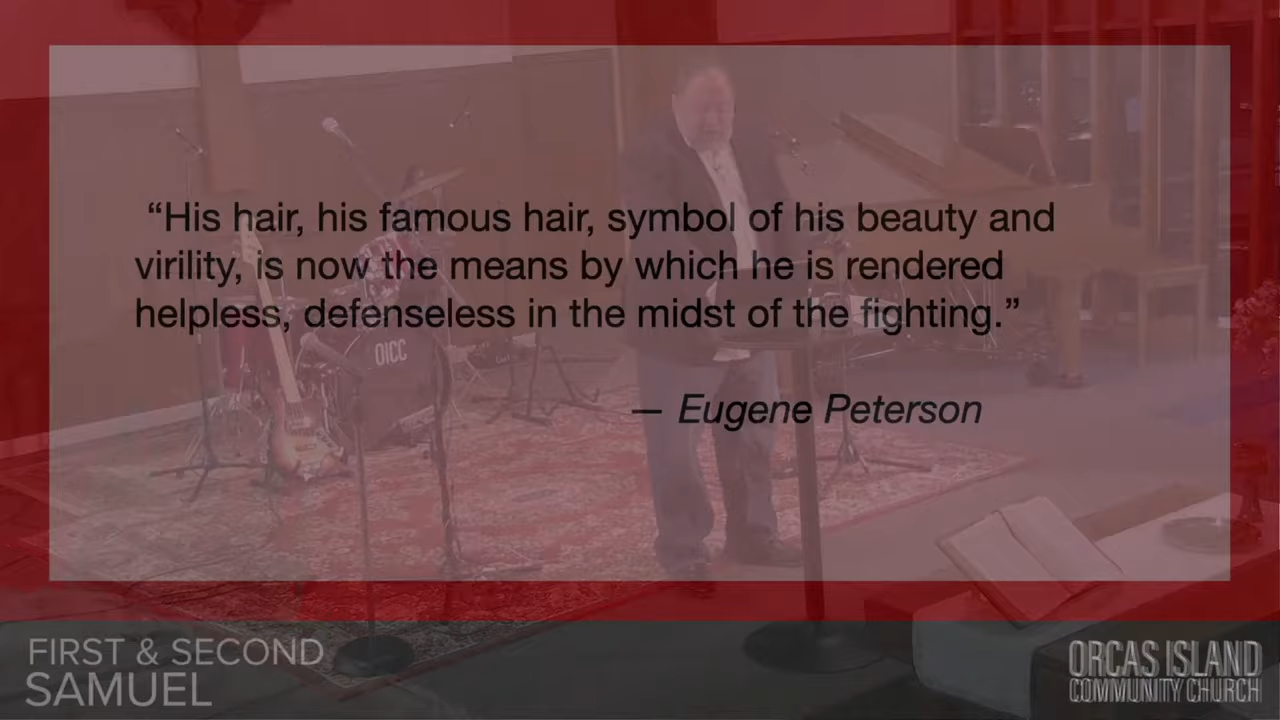 “His hair, his famous hair, symbol of his beauty and
virility, is now the means by which he is rendered
helpless, defenseless in the midst of the fighting.”
— Eugene Peterson
OICC
FIRST & SECOND
SAMUEL
ORCAS ISLAND
COMMUNITY CHURCH